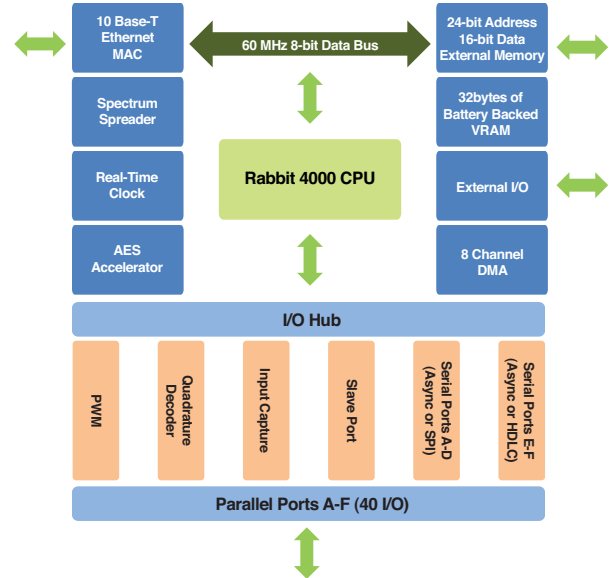 10 Base-T
Ethernet
MAC
60 MHz 8-bit Data Bus
24-bit Address
16-bit Data
External Memory
Spectrum
Spreader
32bytes of
Battery Backed
VRAM
Rabbit 4000 CPU
Real-Time
Clock
External I/O
AES
Accelerator
8 Channel
DMA
I/O Hub
PWM
Quadrature
Decoder
Input Capture
Slave Port
Serial Ports A-D
(Async or SPI)
Serial Ports E-F
(Async or HDLC)
Parallel Ports A-F (40 I/O)